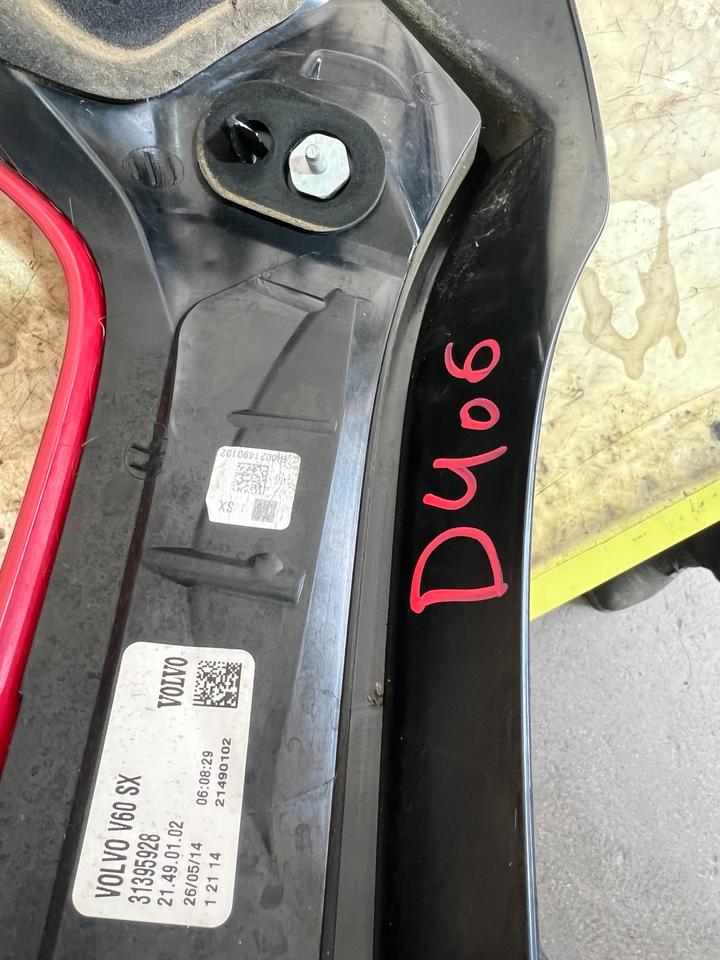 D406
SX
VOLVO
VOLVO V60 SX
31395928
21.49.01.02
26/05/14 06:08:29
1 21 14 21490102